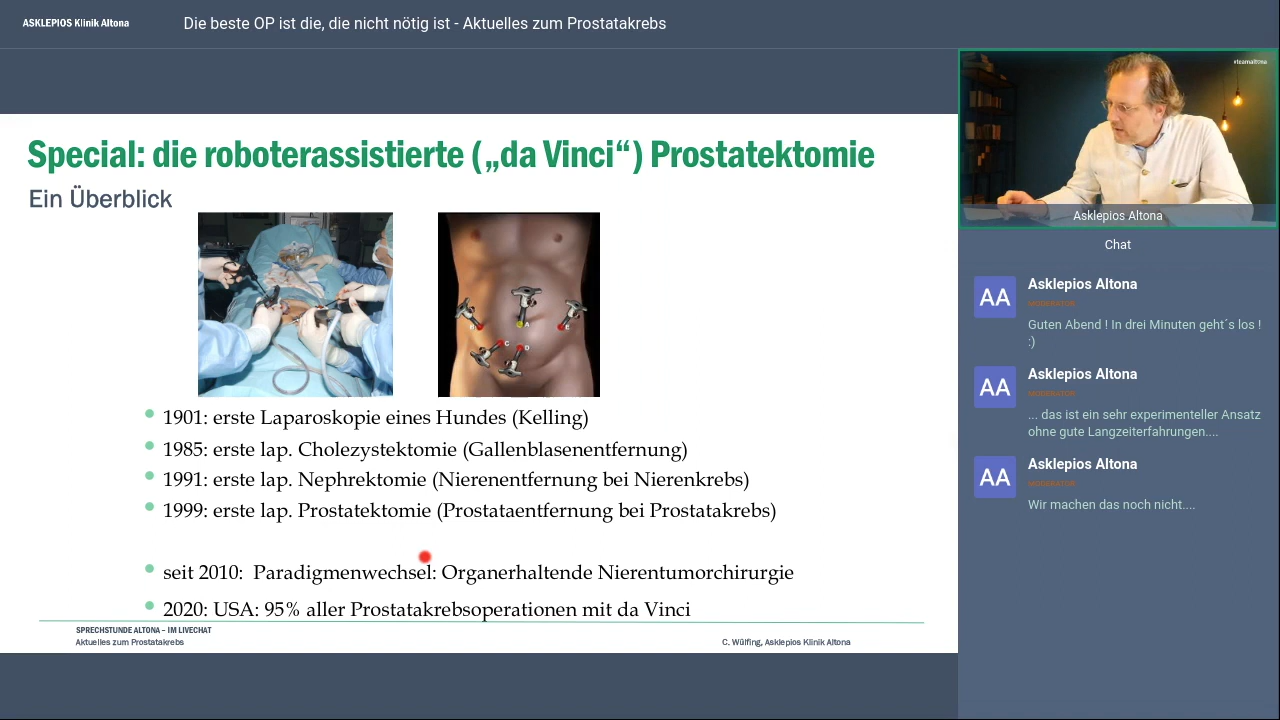 ASKLEPIOS Klinik Altona
Die beste OP ist die, die nicht nötig ist - Aktuelles zum Prostatakrebs
#teamaltona
Asklepios Altona
Special: die roboterassistierte („da Vinci“) Prostatektomie
Ein Überblick
B
A
E
C
D
1901: erste Laparoskopie eines Hundes (Kelling)
1985: erste lap. Cholezystektomie (Gallenblasenentfernung)
1991: erste lap. Nephrektomie (Nierenentfernung bei Nierenkrebs)
1999: erste lap. Prostatektomie (Prostataentfernung bei Prostatakrebs)
seit 2010: Paradigmenwechsel: Organerhaltende Nierentumorchirurgie
2020: USA: 95% aller Prostatakrebsoperationen mit da Vinci
SPRECHSTUNDE ALTONA – IM LIVECHAT
Aktuelles zum Prostatakrebs
C. Wülfing, Asklepios Klinik Altona
Chat
AA
Asklepios Altona
MODERATOR
Guten Abend ! In drei Minuten geht´s los !
:)
AA
Asklepios Altona
MODERATOR
... das ist ein sehr experimenteller Ansatz
ohne gute Langzeiterfahrungen....
AA
Asklepios Altona
MODERATOR
Wir machen das noch nicht....